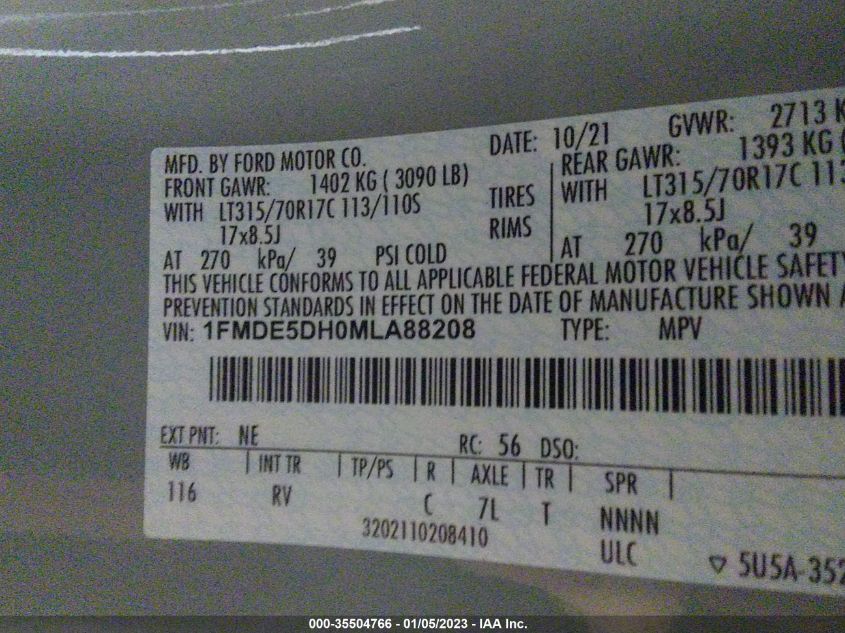 MFD. BY FORD MOTOR CO. DATE: 10/21 GVWR: 2713 K
FRONT GAWR: 1402 KG ( 3090 LB) REAR GAWR: 1393 KG (
WITH LT315/70R17C 113/110S TIRES WITH LT315/70R17C 113
17x8.5J RIMS 17x8.5J
AT 270 kPa/ 39 PSI COLD AT 270 kPa/ 39
THIS VEHICLE CONFORMS TO ALL APPLICABLE FEDERAL MOTOR VEHICLE SAFETY
PREVENTION STANDARDS IN EFFECT ON THE DATE OF MANUFACTURE SHOWN
VIN: 1FMDE5DH0MLA88208 TYPE: MPV
EXT PNT: NE RC: 56 DSO:
WB INT TR TP/PS R AXLE TR SPR
116 RV C 7L T NNNN
3202110208410 ULC
5U5A-352
000-35504766 - 01/05/2023 - IAA Inc.